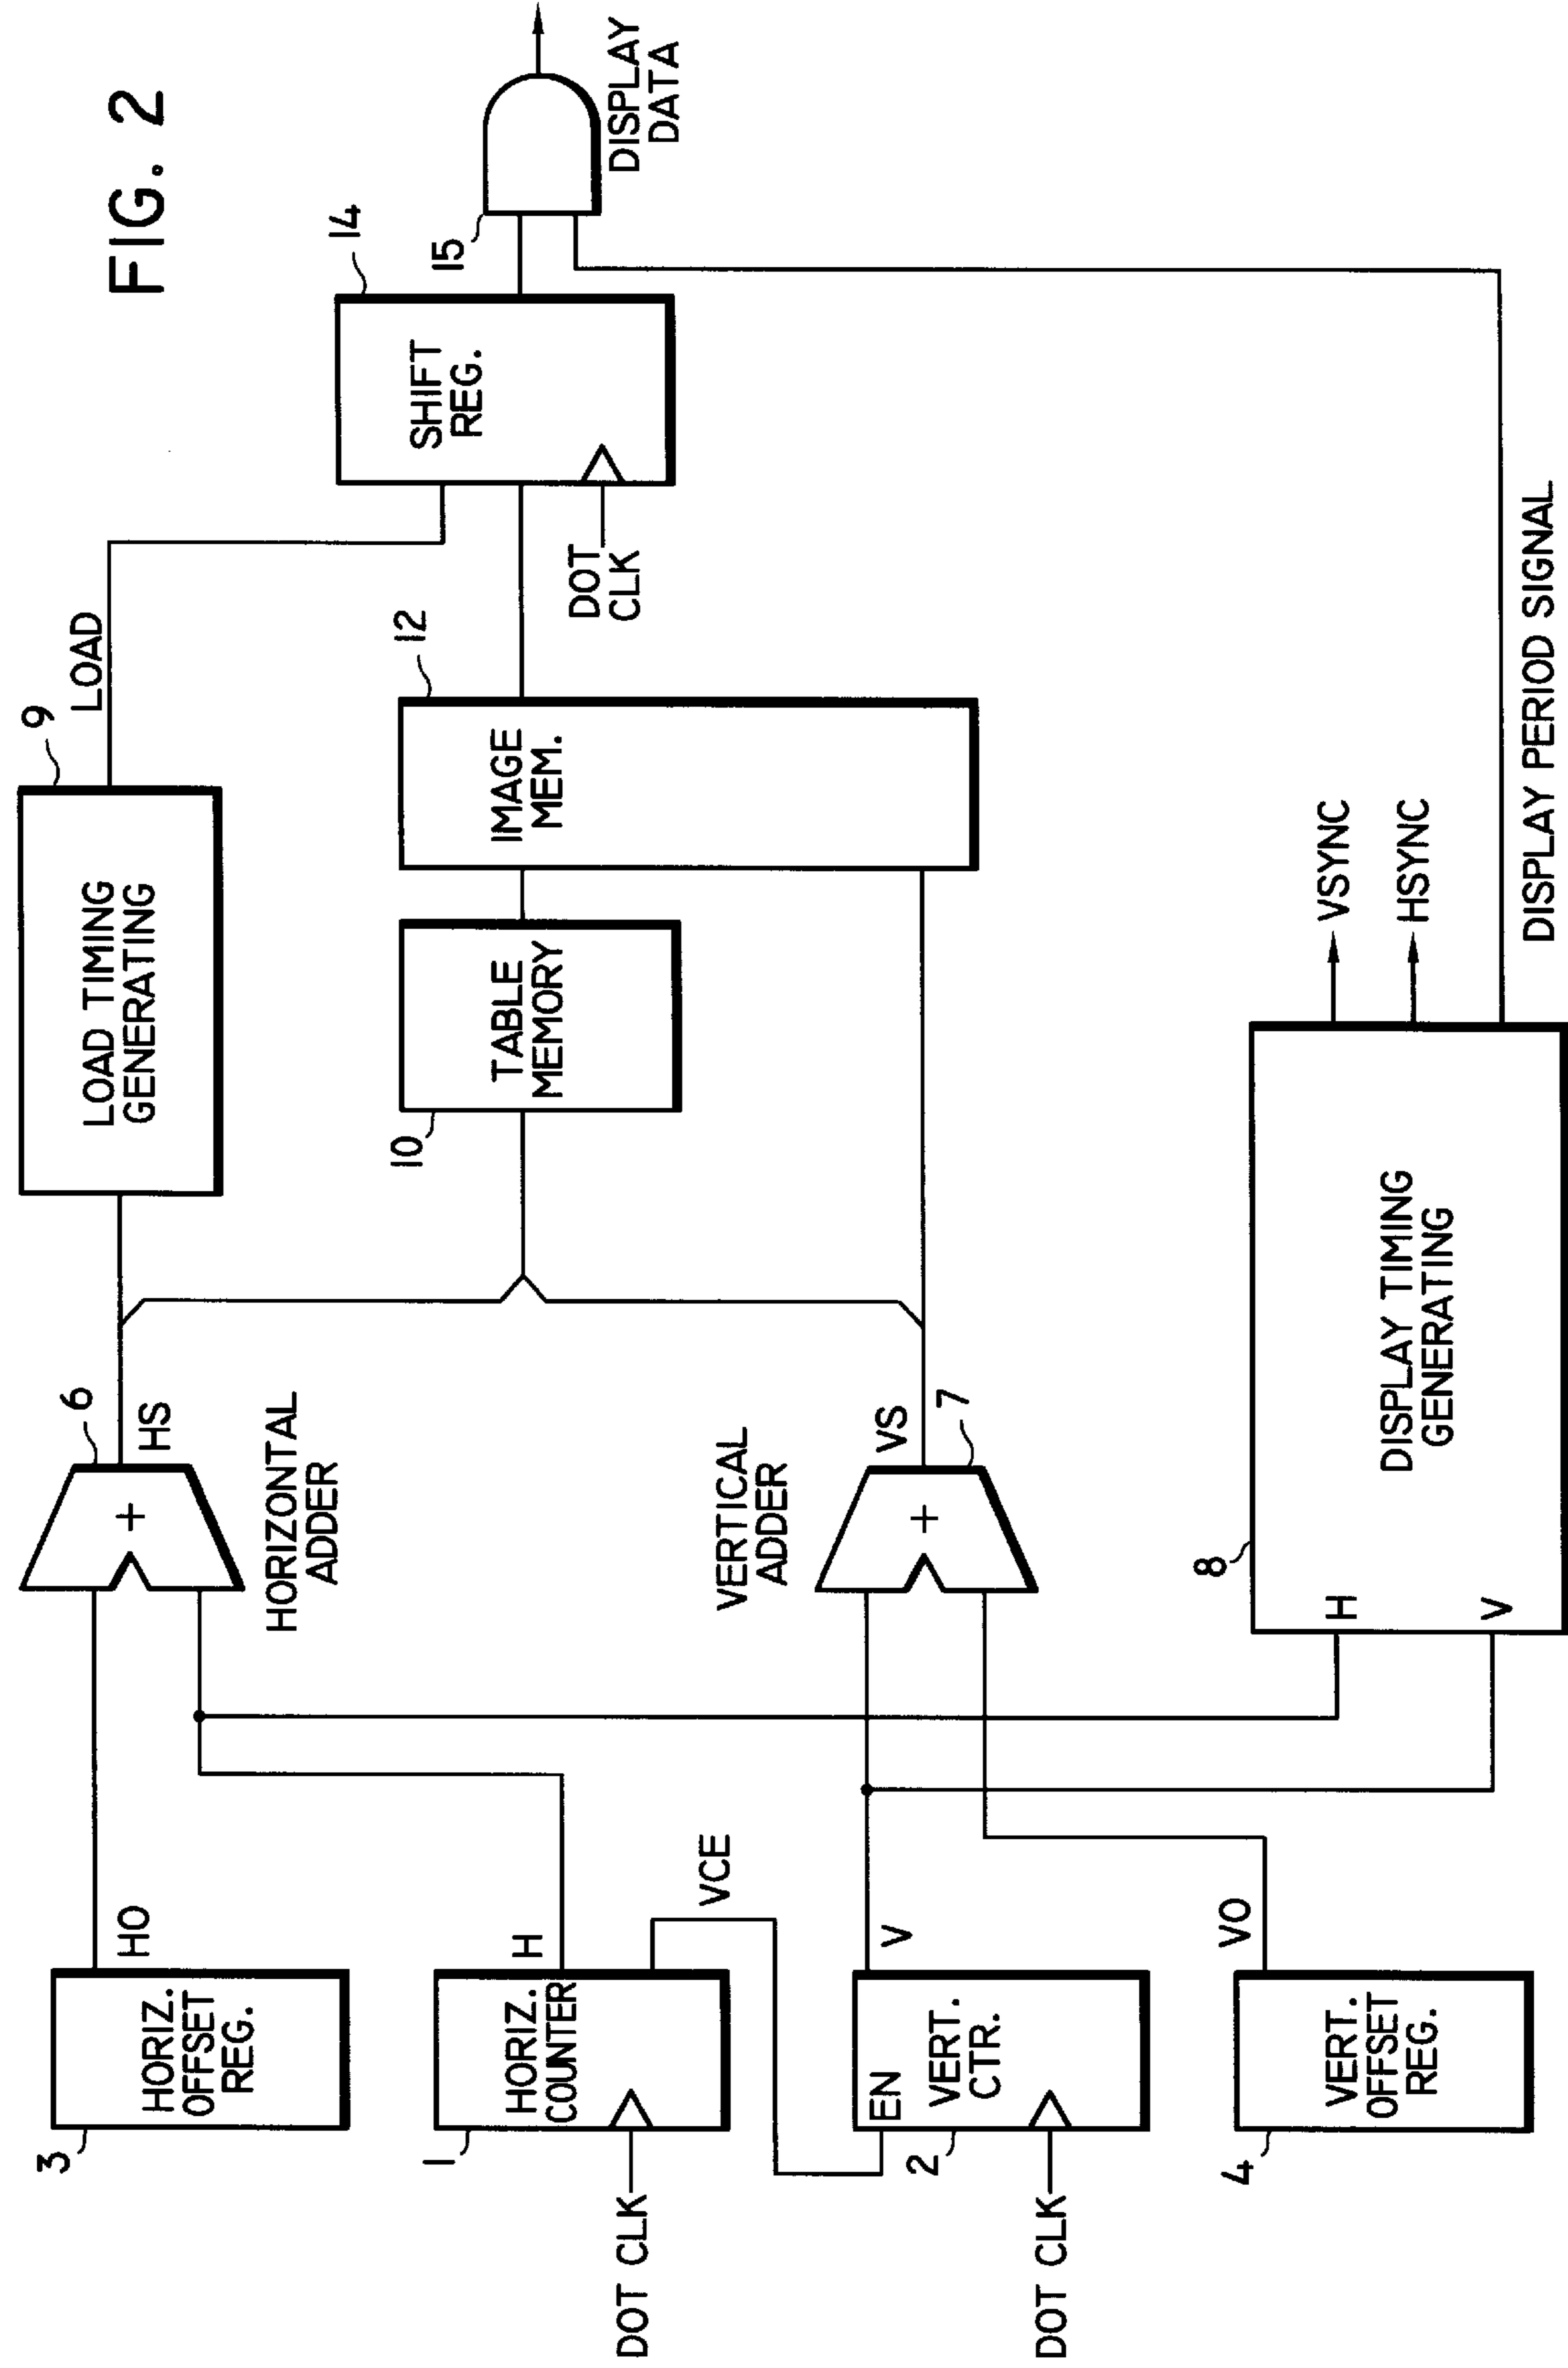 FIG. 2
3
HORIZ.
OFFSET
REG.
HO
6
+
HS
HORIZONTAL
ADDER
LOAD TIMING
GENERATING
9
LOAD
1
HORIZ.
COUNTER
H
DOT CLK
VCE
10
TABLE
MEMORY
IMAGE
MEM.
12
SHIFT
REG.
14
DOT
CLK
15
DISPLAY
DATA
2
EN
VERT.
CTR.
V
DOT CLK
VERTICAL
ADDER
+
VS
7
4
VERT.
OFFSET
REG.
VO
8
H
V
DISPLAY TIMING
GENERATING
VSYNC
HSYNC
DISPLAY PERIOD SIGNAL